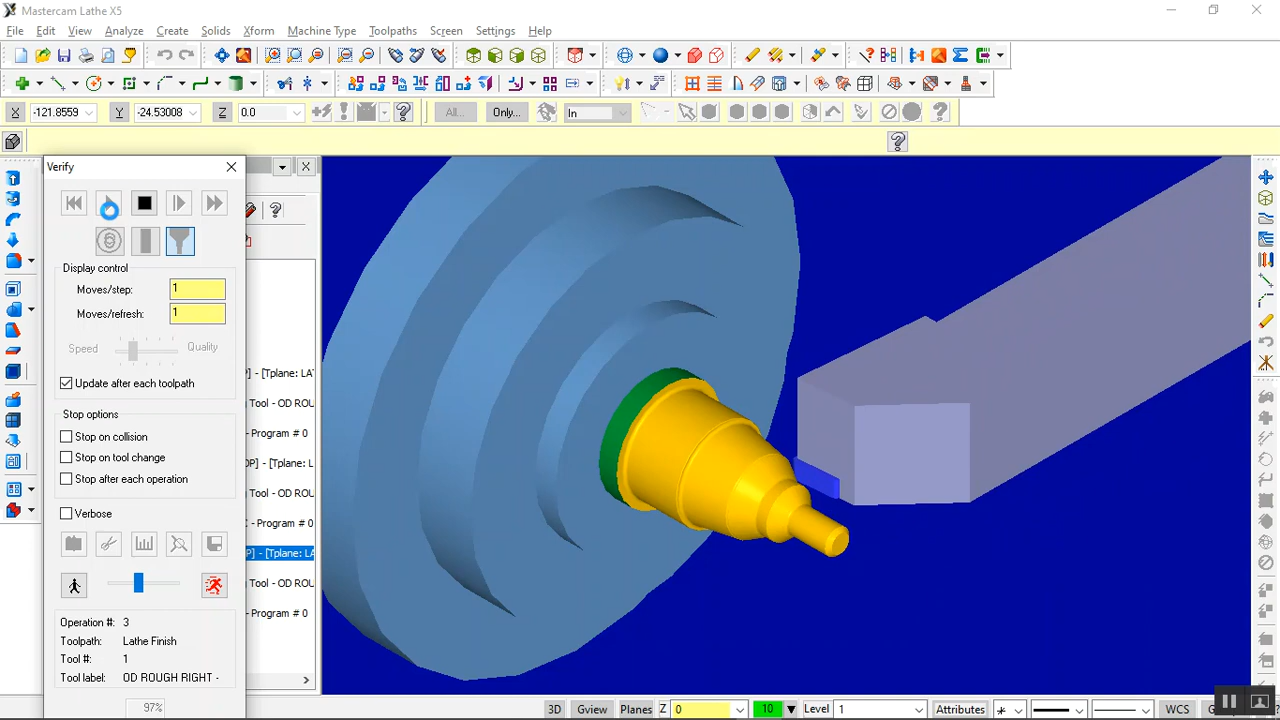 Mastercam Lathe X5
File Edit View Analyze Create Solids Xform Machine Type Toolpaths Screen Settings Help
X -121.8559 Y -24.53008 Z 0.0 All... Only... In
Verify
Display control
Moves/step: 1
Moves/refresh: 1
Speed Quality
Update after each toolpath
Stop options
Stop on collision
Stop on tool change
Stop after each operation
Verbose
P] - [Tplane: LA
Tool - OD ROU
- Program # 0
P] - [Tplane: L
Tool - OD ROU
C - Program # 0
P] - [Tplane: LA
Tool - OD ROU
- Program # 0
Operation #: 3
Toolpath: Lathe Finish
Tool #: 1
Tool label: OD ROUGH RIGHT -
97%
3D Gview Planes Z 0 10 Level 1 Attributes WCS G